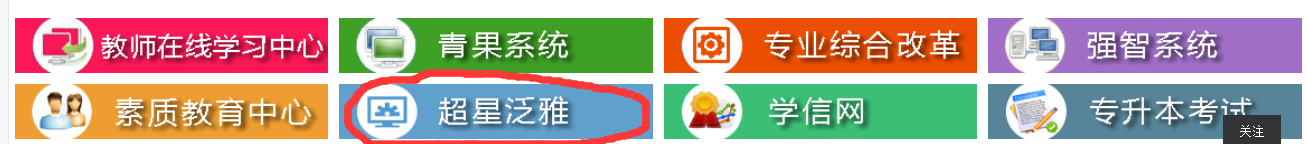 教师在线学习中心
青果系统
专业综合改革
强智系统
素质教育中心
超星泛雅
学信网
专升本考试
关注